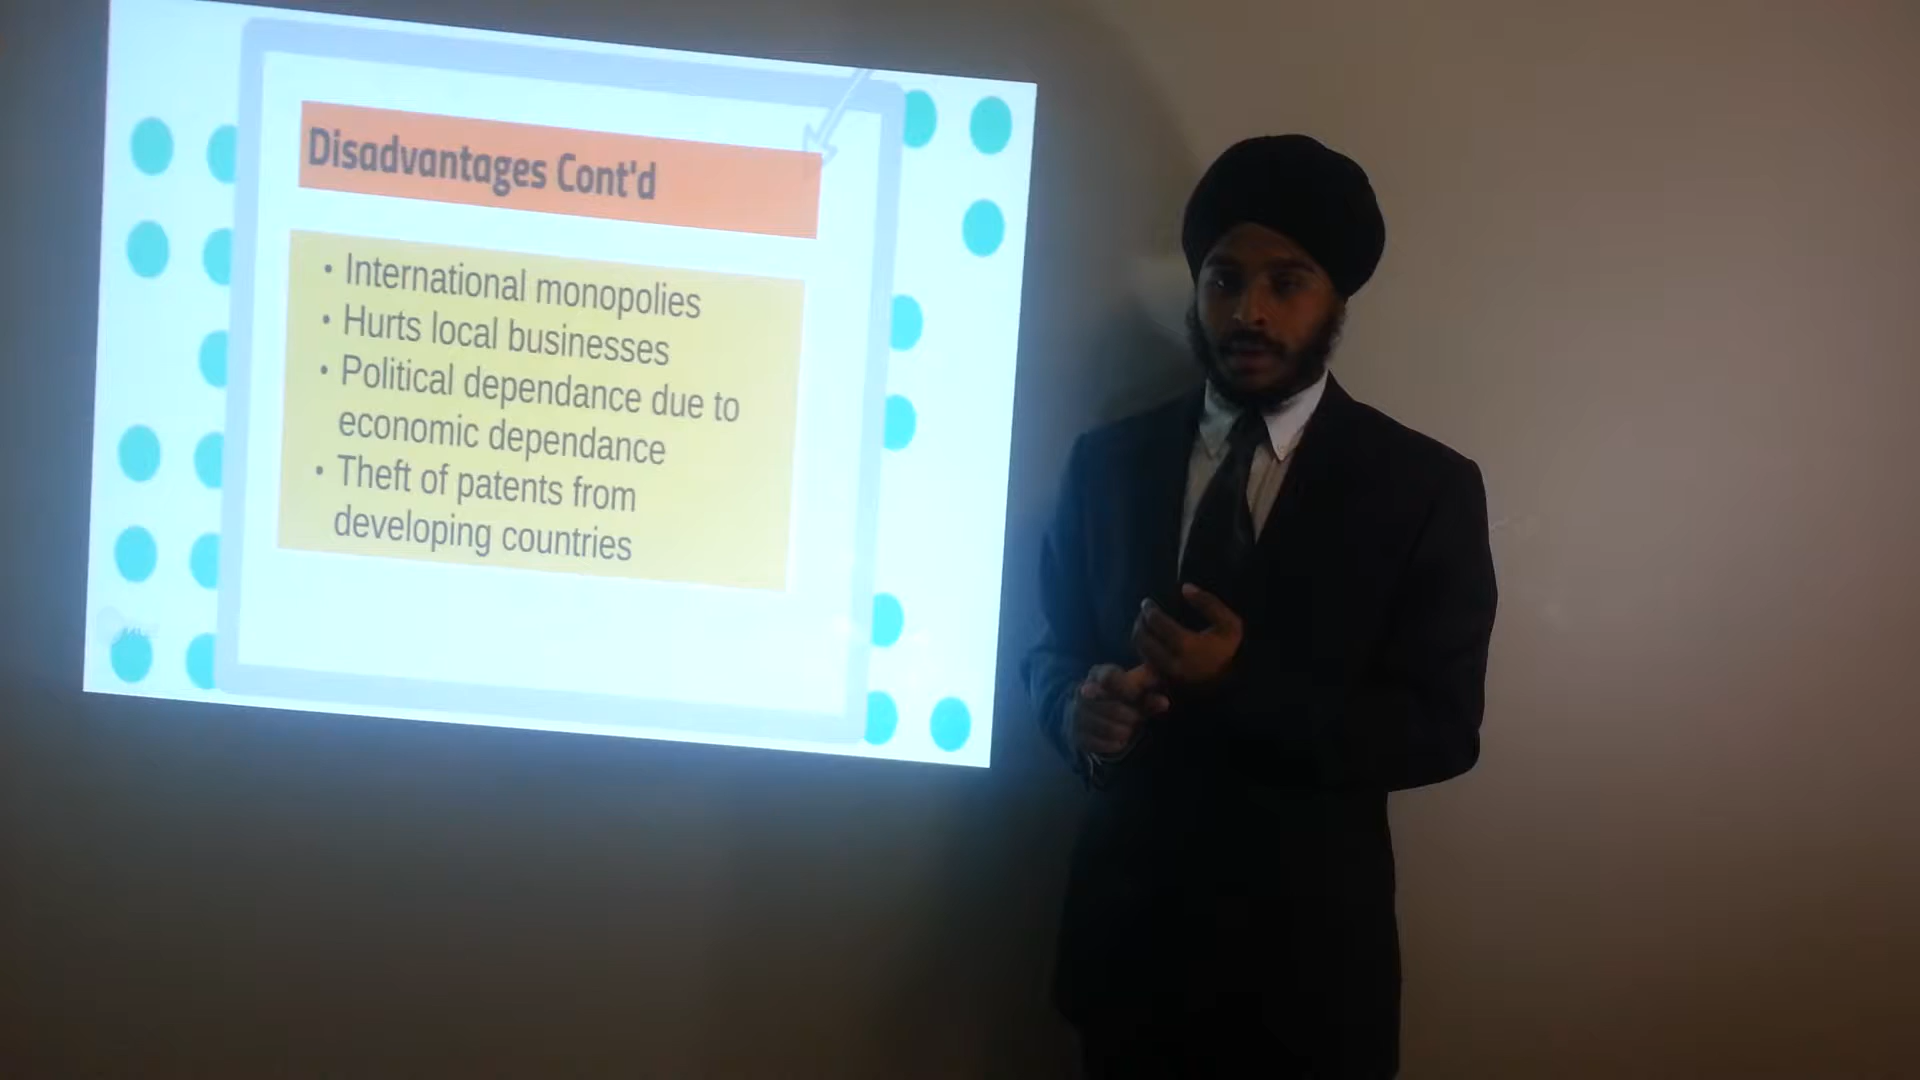 Disadvantages Cont'd
• International monopolies
• Hurts local businesses
• Political dependance due to
economic dependance
• Theft of patents from
developing countries